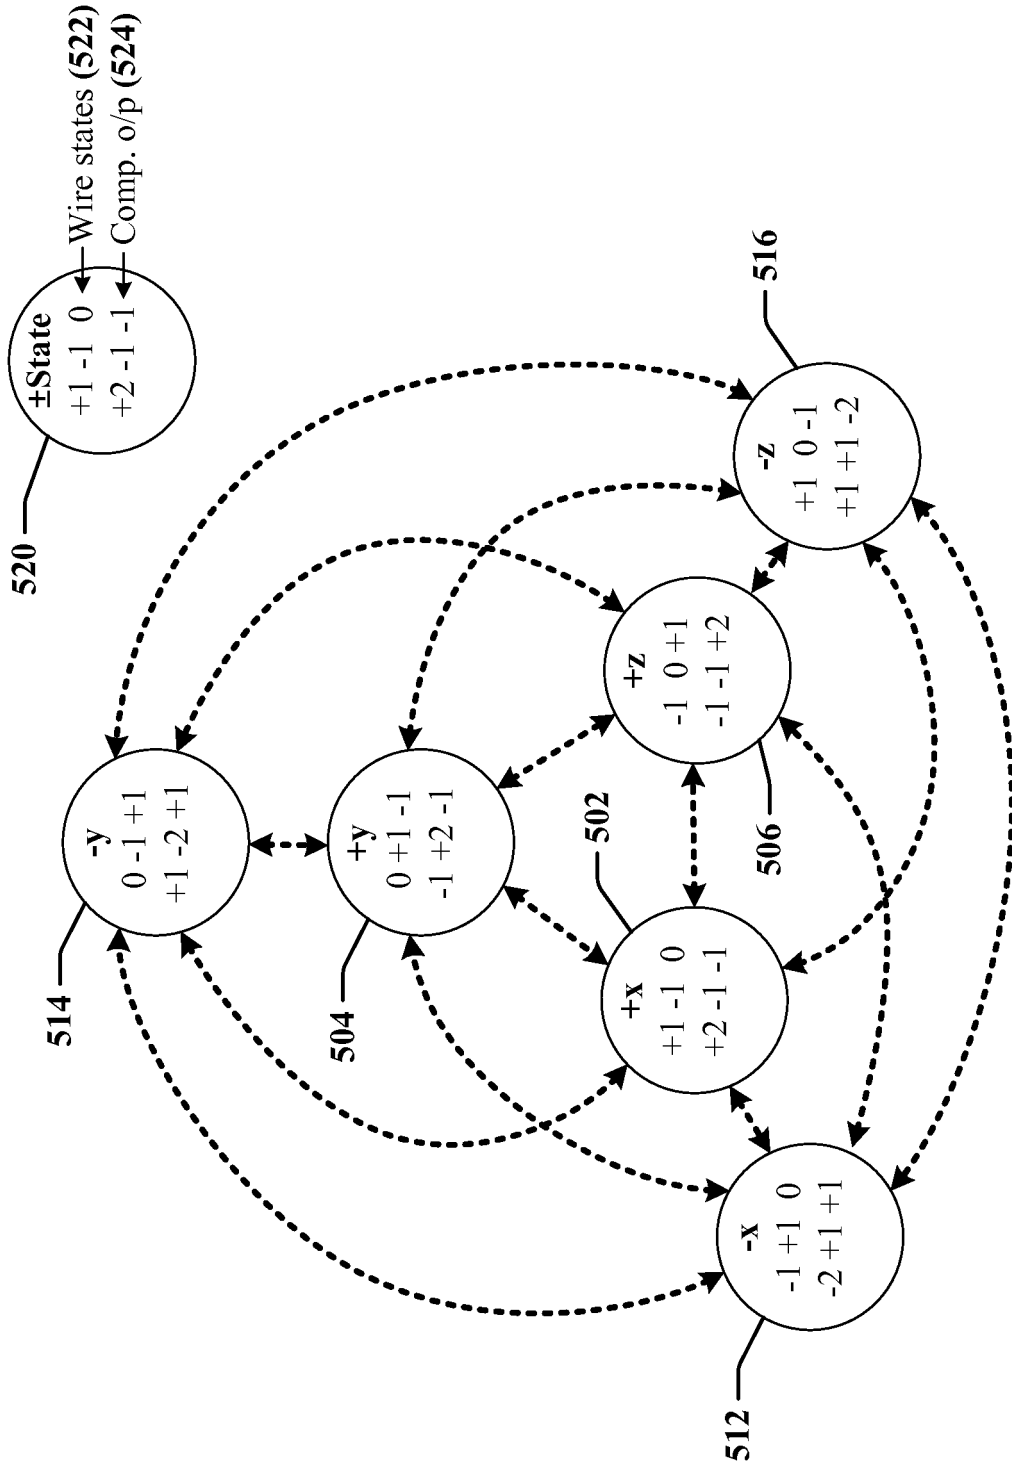 520
±State
+1 -1 0
+2 -1 -1
Wire states (522)
Comp. o/p (524)
514
-y
0 -1 +1
+1 -2 +1
504
+y
0 +1 -1
-1 +2 -1
502
+x
+1 -1 0
+2 -1 -1
506
+z
-1 0 +1
-1 -1 +2
512
-x
-1 +1 0
-2 +1 +1
516
-z
+1 0 -1
+1 +1 -2